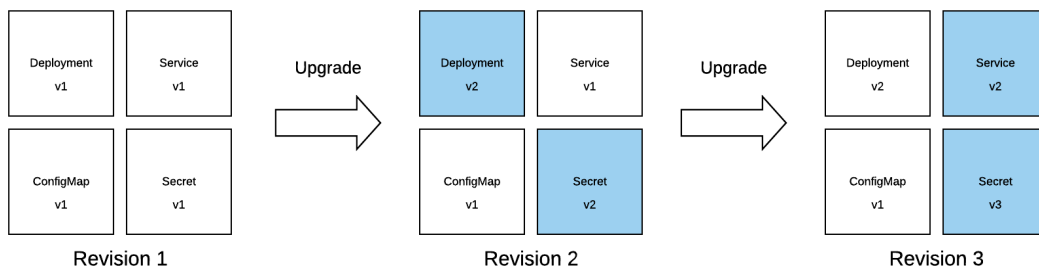 Deployment
v1
Service
v1
ConfigMap
v1
Secret
v1
Revision 1
Upgrade
Deployment
v2
Service
v1
ConfigMap
v1
Secret
v2
Revision 2
Upgrade
Deployment
v2
Service
v2
ConfigMap
v1
Secret
v3
Revision 3